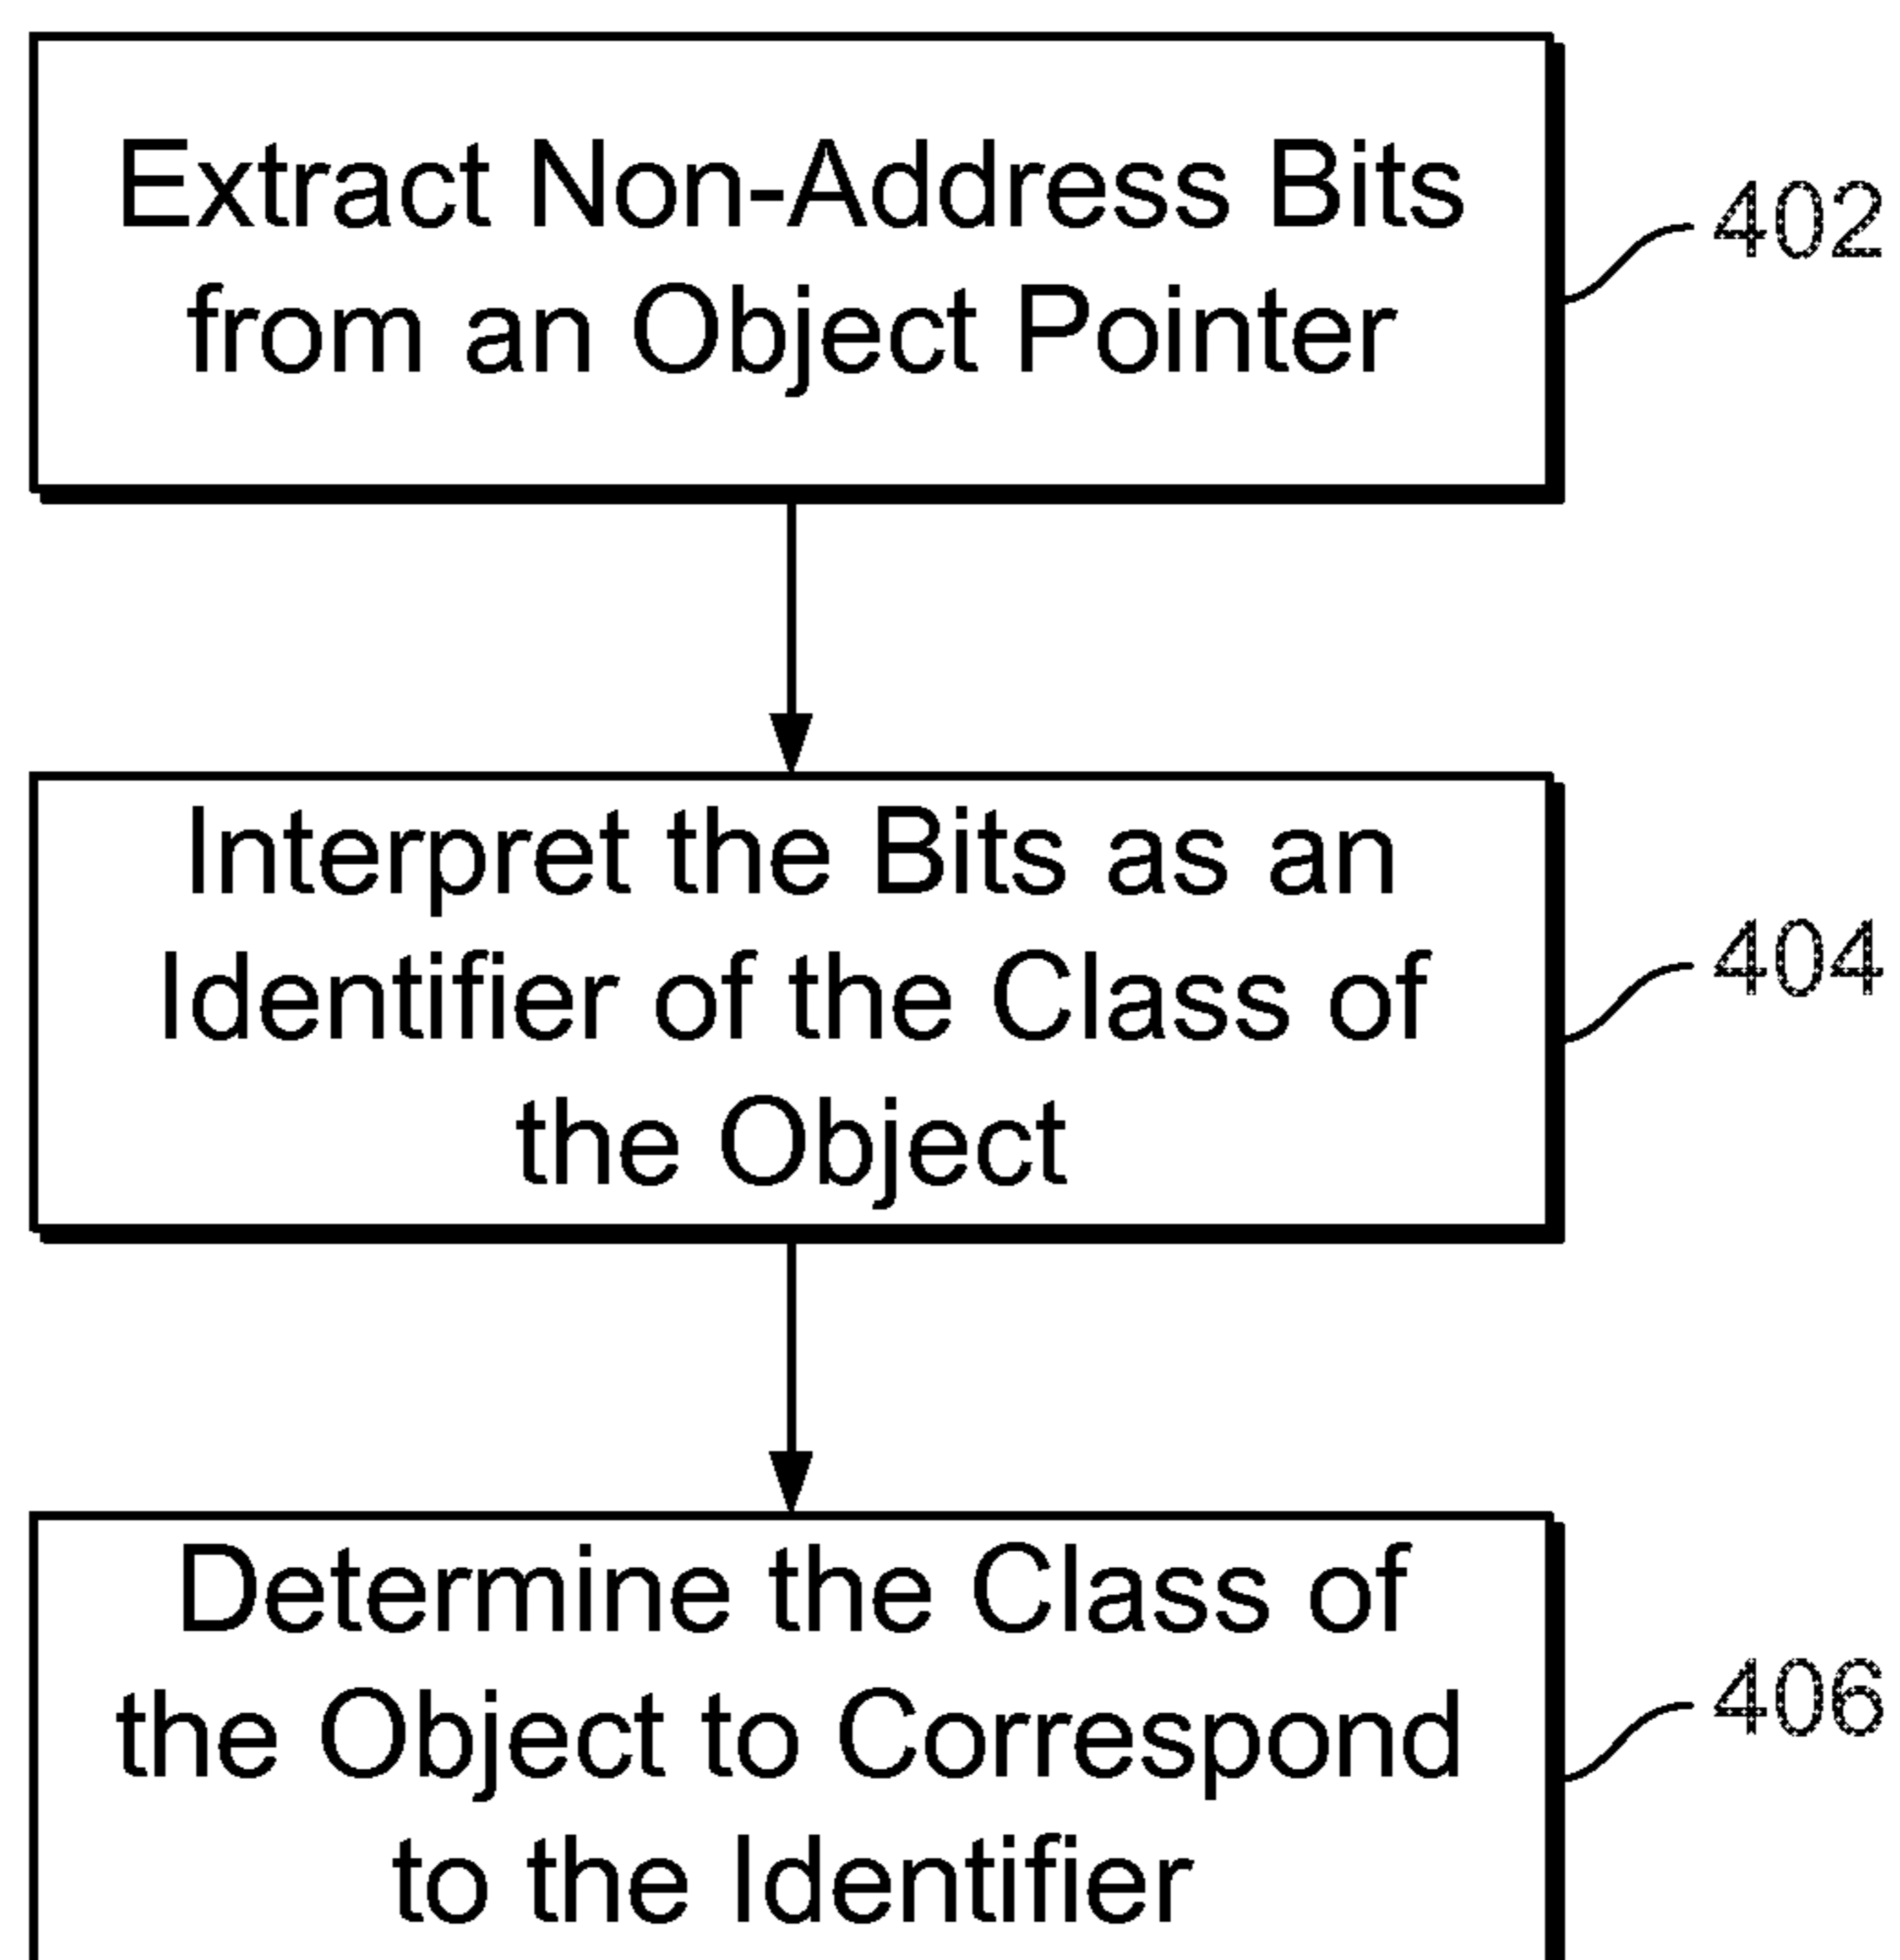 Extract Non-Address Bits
from an Object Pointer
402
Interpret the Bits as an
Identifier of the Class of
the Object
404
Determine the Class of
the Object to Correspond
to the Identifier
406